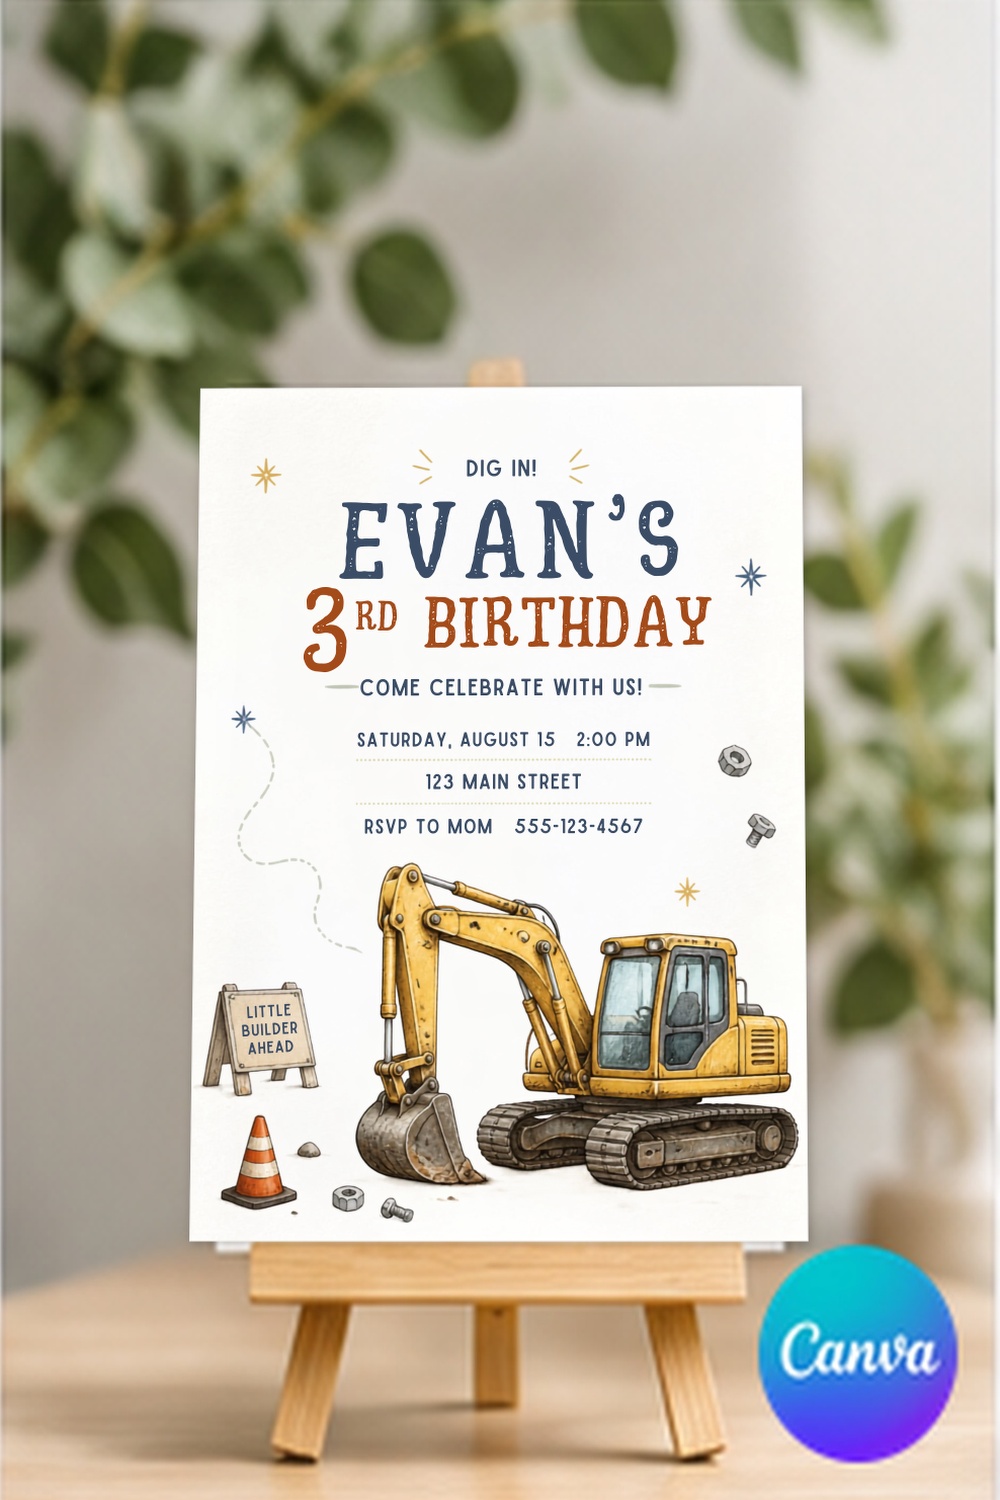 DIG IN!
EVAN'S
3RD BIRTHDAY
COME CELEBRATE WITH US!
SATURDAY, AUGUST 15 2:00 PM
123 MAIN STREET
RSVP TO MOM 555-123-4567
LITTLE
BUILDER
AHEAD
Canva